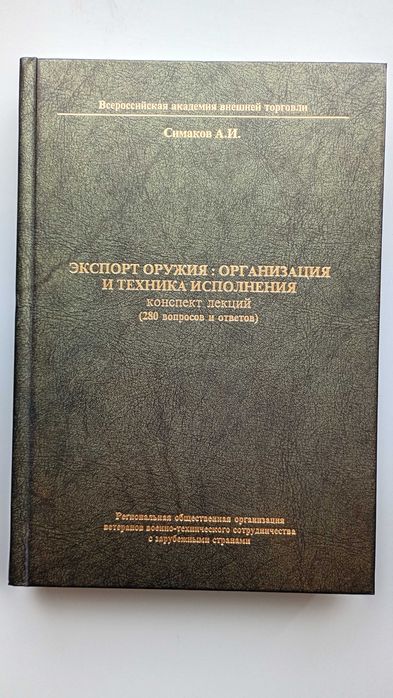 Всероссийская академия внешней торговли
Симаков А.И.
ЭКСПОРТ ОРУЖИЯ : ОРГАНИЗАЦИЯ
И ТЕХНИКА ИСПОЛНЕНИЯ
конспект лекций
(280 вопросов и ответов)
Региональная общественная организация
ветеранов военно-технического сотрудничества
с зарубежными странами